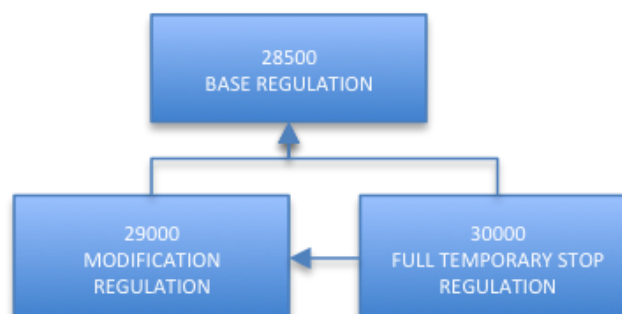 28500
BASE REGULATION
29000
MODIFICATION
REGULATION
30000
FULL TEMPORARY STOP
REGULATION